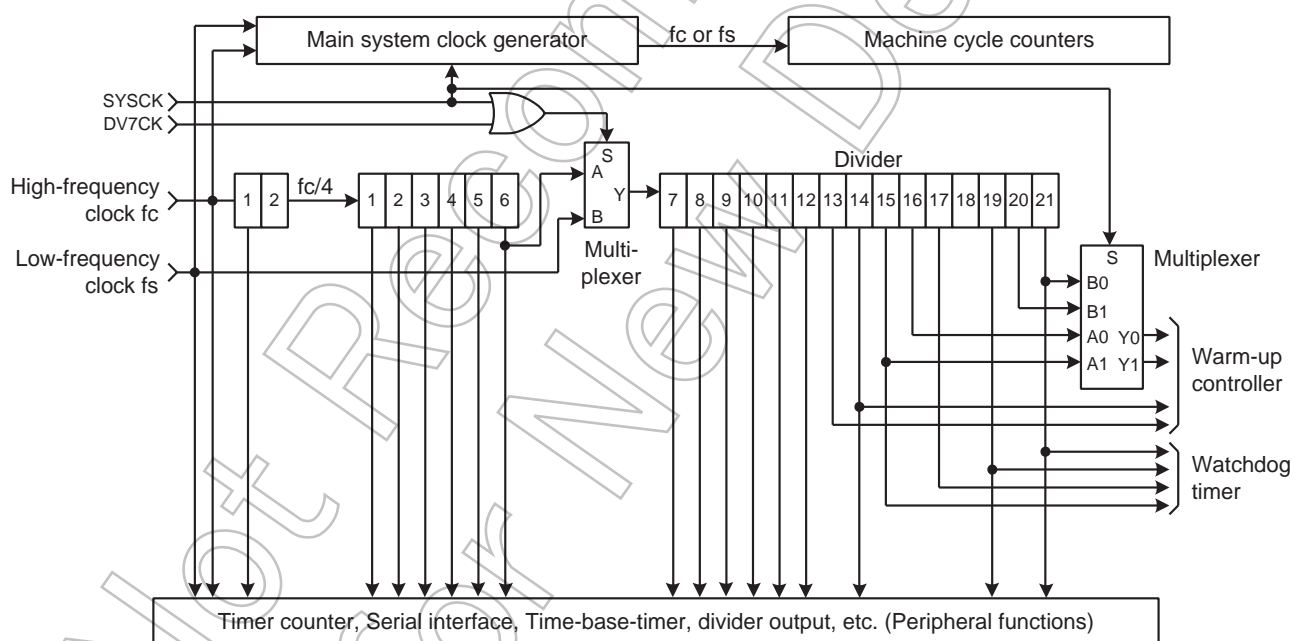 Main system clock generator
fc or fs
Machine cycle counters
SYSCK
DV7CK
High-frequency
clock fc
1 2
fc/4
1 2 3 4 5 6
Low-frequency
clock fs
S
A
Y
B
Multi-
plexer
Divider
7 8 9 10 11 12 13 14 15 16 17 18 19 20 21
S
B0
B1
A0 Y0
A1 Y1
Multiplexer
Warm-up
controller
Watchdog
timer
Timer counter, Serial interface, Time-base-timer, divider output, etc. (Peripheral functions)